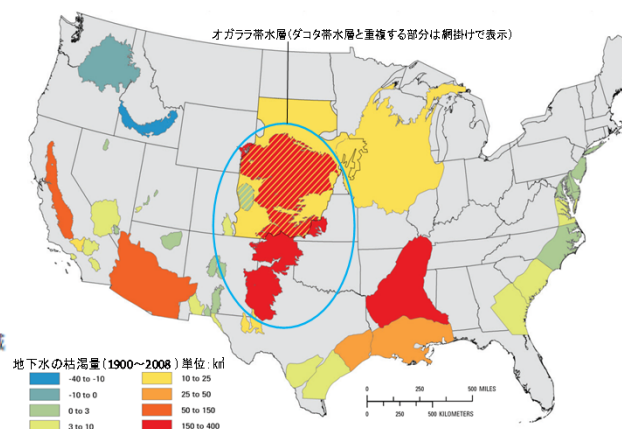 オガララ帯水層(ダコタ帯水層と重複する部分は網掛けで表示)
地下水の枯渇量(1900～2008)単位:km³
-40 to -10
-10 to 0
0 to 3
3 to 10
10 to 25
25 to 50
50 to 150
150 to 400
0 250 500 MILES
0 250 500 KILOMETERS